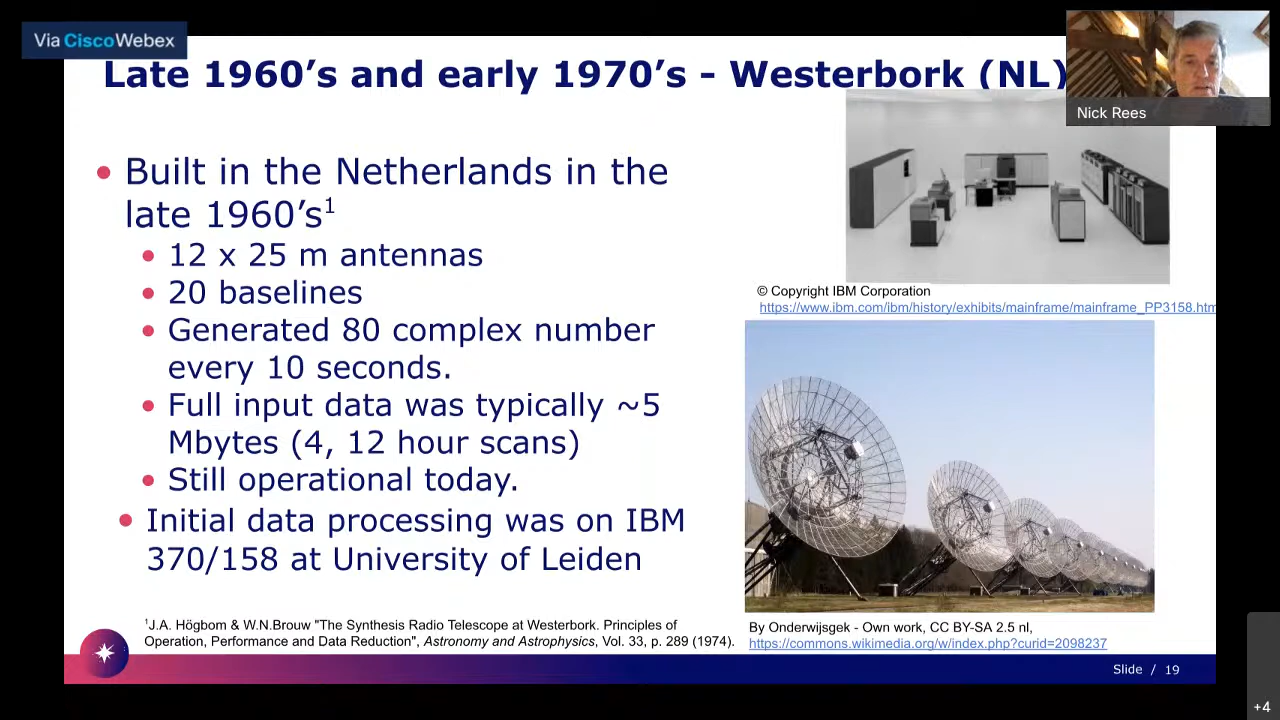 Via Cisco Webex
Late 1960’s and early 1970’s - Westerbork (NL)
Nick Rees
• Built in the Netherlands in the
late 1960’s1
• 12 x 25 m antennas
• 20 baselines
• Generated 80 complex number
every 10 seconds.
• Full input data was typically ~5
Mbytes (4, 12 hour scans)
• Still operational today.
• Initial data processing was on IBM
370/158 at University of Leiden
© Copyright IBM Corporation
https://www.ibm.com/ibm/history/exhibits/mainframe/mainframe_PP3158.htm
1J.A. Högbom & W.N.Brouw "The Synthesis Radio Telescope at Westerbork. Principles of
Operation, Performance and Data Reduction", Astronomy and Astrophysics, Vol. 33, p. 289 (1974).
By Onderwijsgek - Own work, CC BY-SA 2.5 nl,
https://commons.wikimedia.org/w/index.php?curid=2098237
Slide / 19
+4